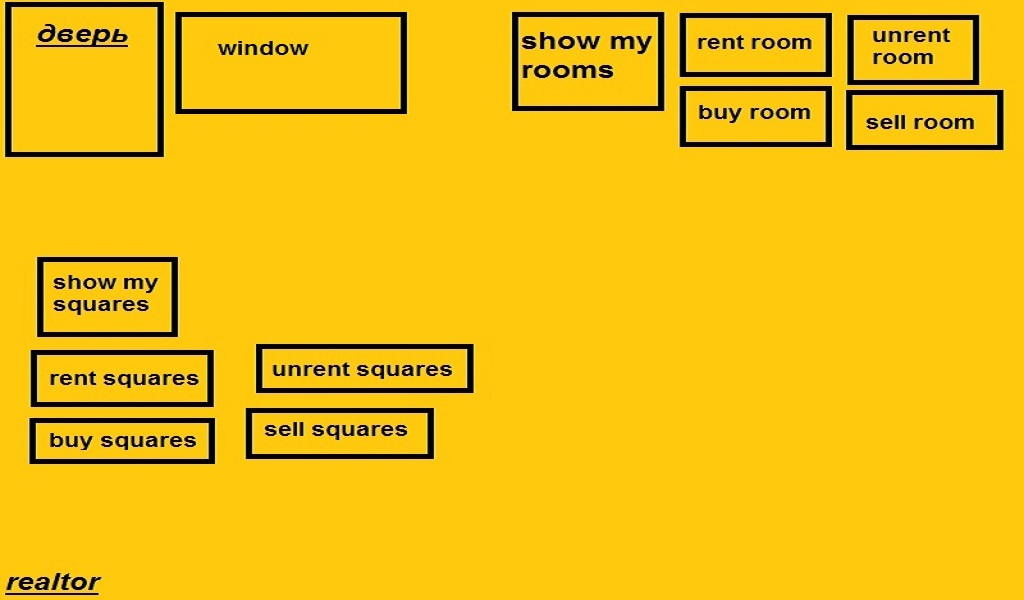 дверь
window
show my
rooms
rent room
unrent
room
buy room
sell room
show my
squares
rent squares
unrent squares
buy squares
sell squares
realtor